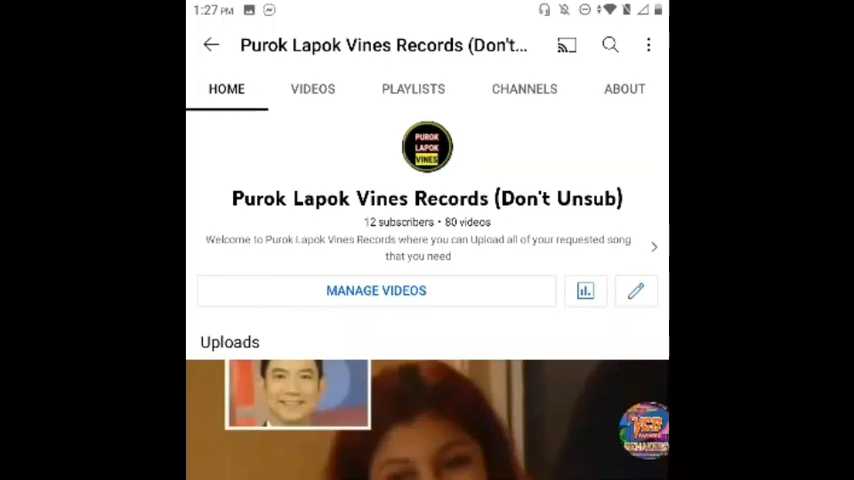 1:27 PM
Purok Lapok Vines Records (Don't...
HOME VIDEOS PLAYLISTS CHANNELS ABOUT
PUROK
LAPOK
VINES
Purok Lapok Vines Records (Don't Unsub)
12 subscribers • 80 videos
Welcome to Purok Lapok Vines Records where you can Upload all of your requested song
that you need
MANAGE VIDEOS
Uploads